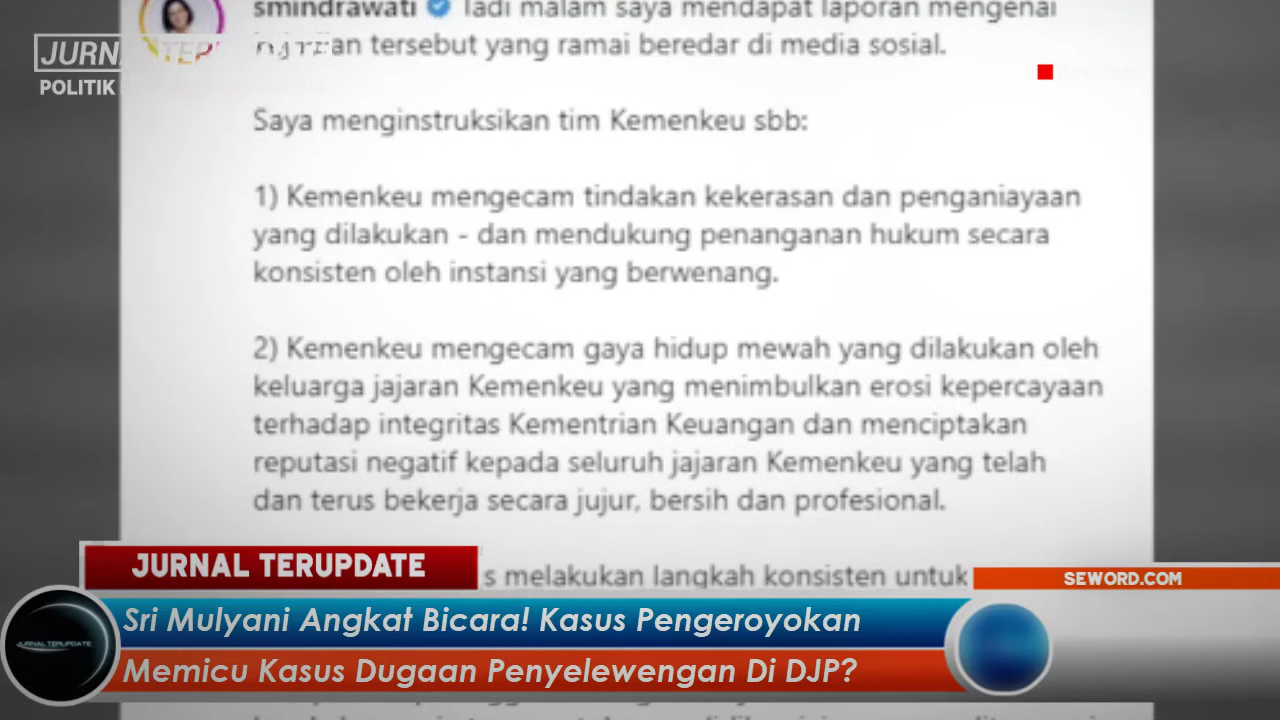 smindrawati Tadi malam saya mendapat laporan mengenai
tersebut yang ramai beredar di media sosial.
JURNAL TERUPDATE
POLITIK
Saya menginstruksikan tim Kemenkeu sbb:
1) Kemenkeu mengecam tindakan kekerasan dan penganiayaan
yang dilakukan - dan mendukung penanganan hukum secara
konsisten oleh instansi yang berwenang.
2) Kemenkeu mengecam gaya hidup mewah yang dilakukan oleh
keluarga jajaran Kemenkeu yang menimbulkan erosi kepercayaan
terhadap integritas Kementrian Keuangan dan menciptakan
reputasi negatif kepada seluruh jajaran Kemenkeu yang telah
dan terus bekerja secara jujur, bersih dan profesional.
JURNAL TERUPDATE
melakukan langkah konsisten untuk
SEWORD.COM
Sri Mulyani Angkat Bicara! Kasus Pengeroyokan
JURNAL TERUPDATE
Memicu Kasus Dugaan Penyelewengan Di DJP?